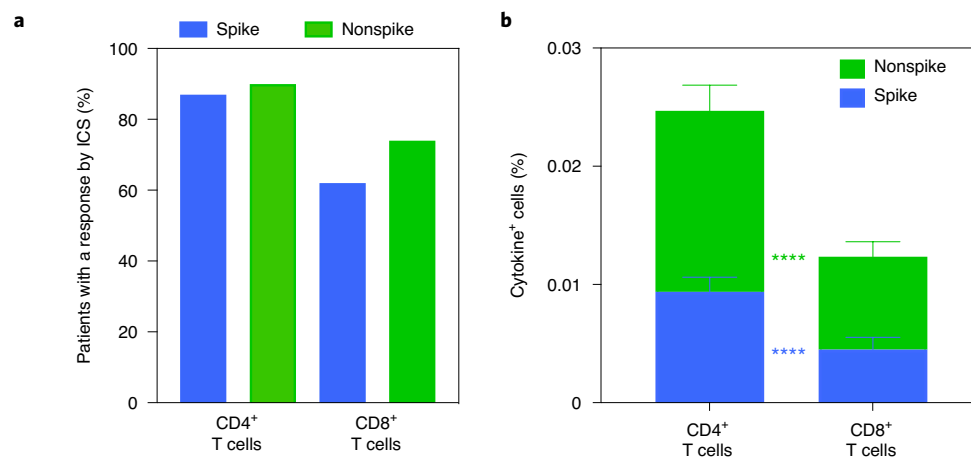 a
Spike Nonspike
Patients with a response by ICS (%)
100
80
60
40
20
0
CD4⁺
T cells
CD8⁺
T cells
b
Nonspike
Spike
Cytokine⁺ cells (%)
0.03
0.02
0.01
0
****
****
CD4⁺
T cells
CD8⁺
T cells